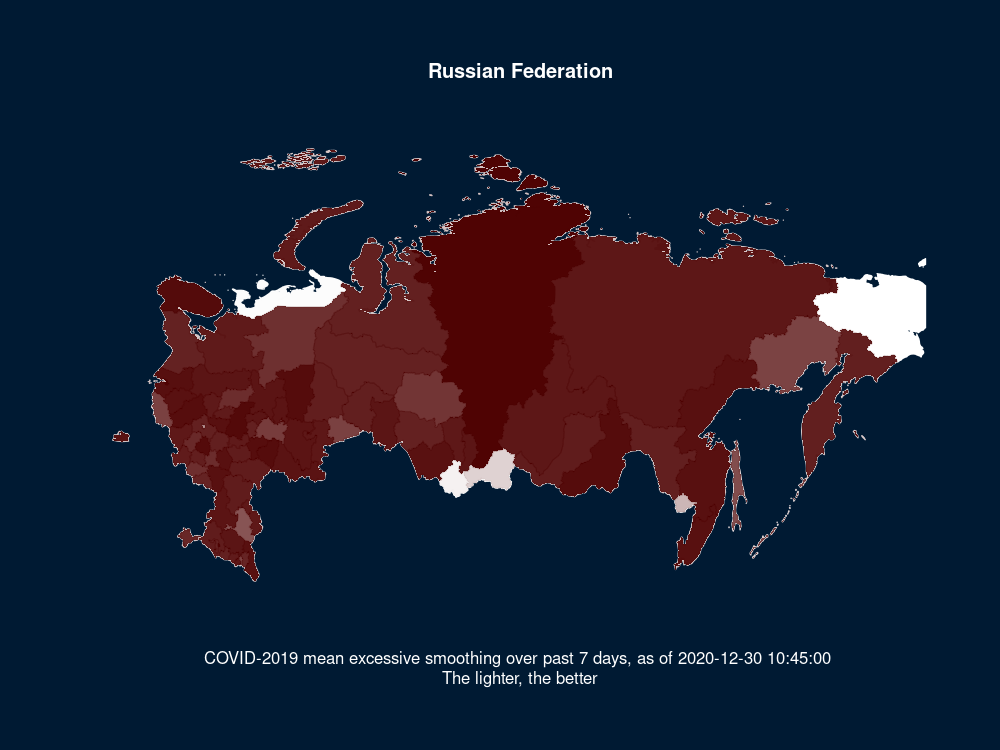 Russian Federation
COVID-2019 mean excessive smoothing over past 7 days, as of 2020-12-30 10:45:00
The lighter, the better